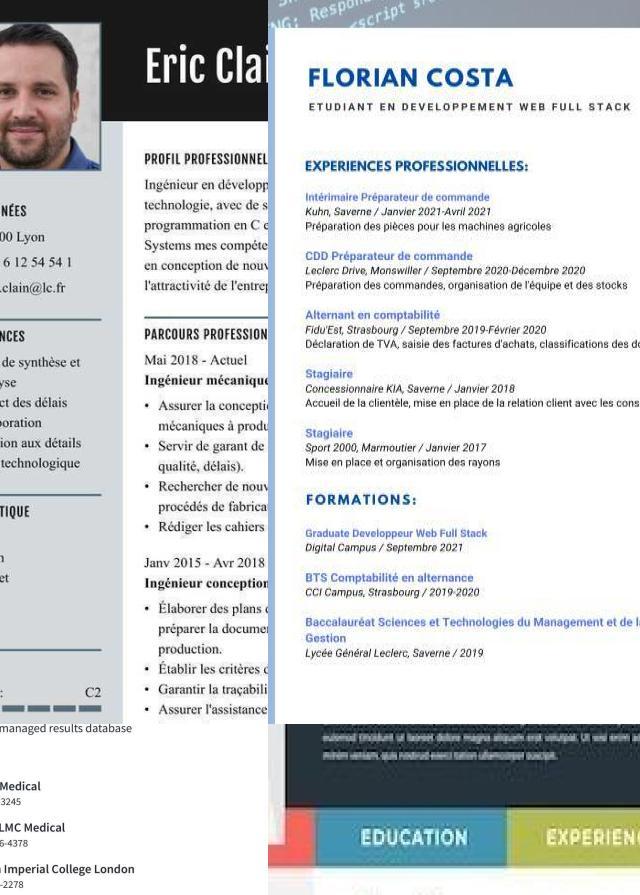 Eric Clai
NÉES
00 Lyon
6 12 54 54 1
.clain@lc.fr
NCES
de synthèse et
yse
ct des délais
oration
ion aux détails
technologique
TIQUE
n
et
:
C2
PROFIL PROFESSIONNEL
Ingénieur en développ
technologie, avec de s
programmation en C e
Systems mes compéte
en conception de nouv
l'attractivité de l'entrep
PARCOURS PROFESSION
Mai 2018 - Actuel
Ingénieur mécanique
• Assurer la concepti
mécaniques à produ
• Servir de garant de
qualité, délais).
• Rechercher de nouv
procédés de fabrica
• Rédiger les cahiers
Janv 2015 - Avr 2018
Ingénieur conception
• Élaborer des plans d
préparer la docume
production.
• Établir les critères d
• Garantir la traçabili
• Assurer l'assistance
NG: Respon
<script sr
FLORIAN COSTA
ETUDIANT EN DEVELOPPEMENT WEB FULL STACK
EXPERIENCES PROFESSIONNELLES:
Intérimaire Préparateur de commande
Kuhn, Saverne / Janvier 2021-Avril 2021
Préparation des pièces pour les machines agricoles
CDD Préparateur de commande
Leclerc Drive, Monswiller / Septembre 2020-Décembre 2020
Préparation des commandes, organisation de l'équipe et des stocks
Alternant en comptabilité
Fidu'Est, Strasbourg / Septembre 2019-Février 2020
Déclaration de TVA, saisie des factures d'achats, classifications des do
Stagiaire
Concessionnaire KIA, Saverne / Janvier 2018
Accueil de la clientèle, mise en place de la relation client avec les cons
Stagiaire
Sport 2000, Marmoutier / Janvier 2017
Mise en place et organisation des rayons
FORMATIONS:
Graduate Developpeur Web Full Stack
Digital Campus / Septembre 2021
BTS Comptabilité en alternance
CCI Campus, Strasbourg / 2019-2020
Baccalauréat Sciences et Technologies du Management et de la
Gestion
Lycée Général Leclerc, Saverne / 2019
managed results database
Medical
3245
LMC Medical
6-4378
n Imperial College London
-2278
EDUCATION
EXPERIENC